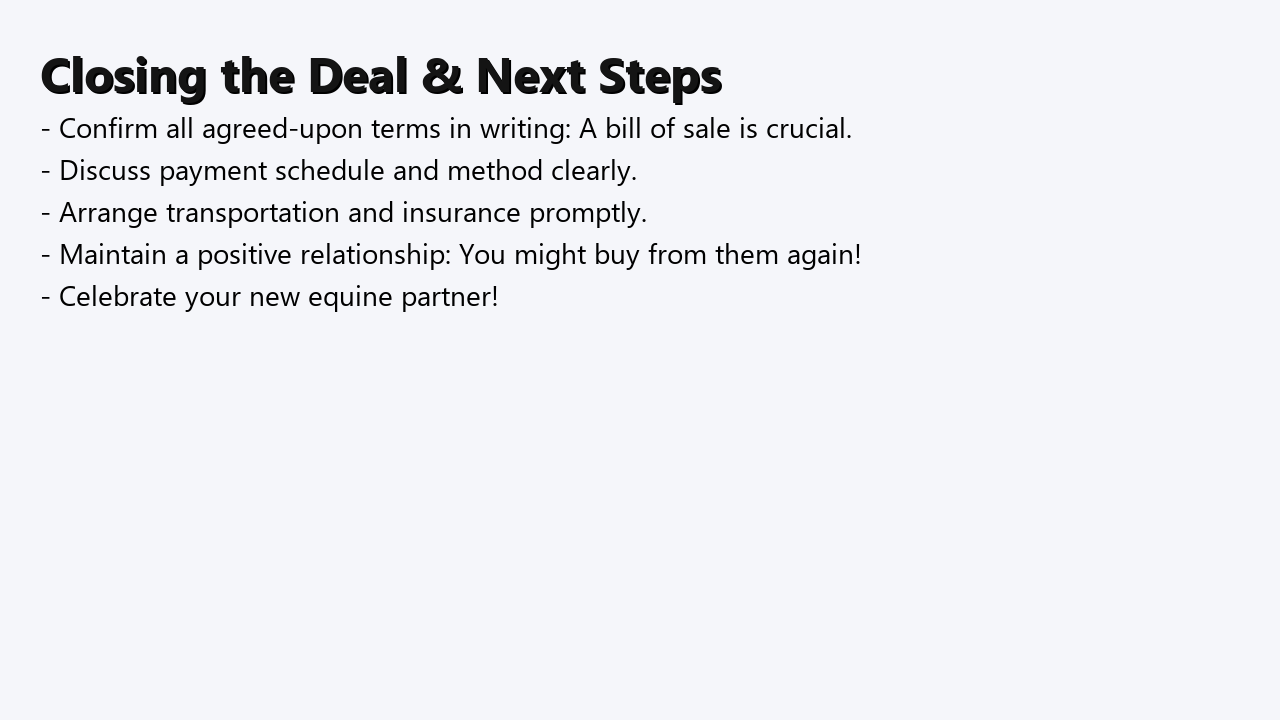 Closing the Deal & Next Steps
- Confirm all agreed-upon terms in writing: A bill of sale is crucial.
- Discuss payment schedule and method clearly.
- Arrange transportation and insurance promptly.
- Maintain a positive relationship: You might buy from them again!
- Celebrate your new equine partner!